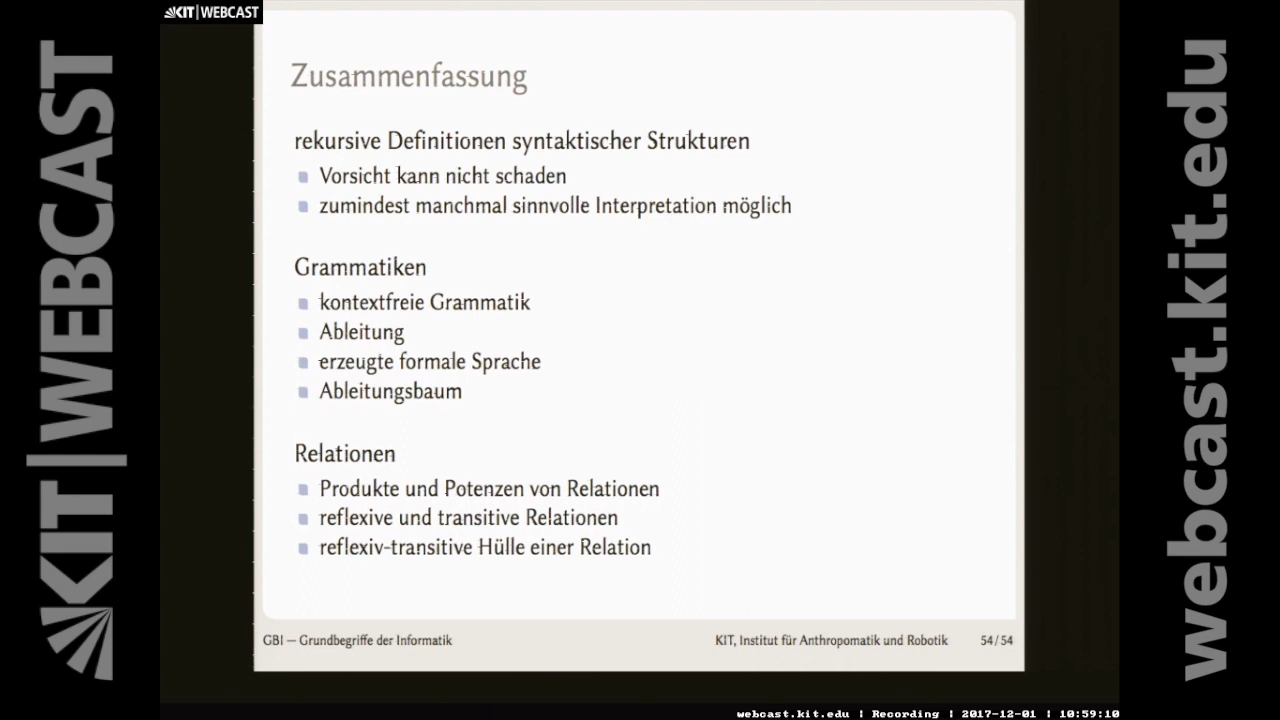 KIT|WEBCAST
KIT|WEBCAST
Zusammenfassung
rekursive Definitionen syntaktischer Strukturen
Vorsicht kann nicht schaden
zumindest manchmal sinnvolle Interpretation möglich
Grammatiken
kontextfreie Grammatik
Ableitung
erzeugte formale Sprache
Ableitungsbaum
Relationen
Produkte und Potenzen von Relationen
reflexive und transitive Relationen
reflexiv-transitive Hülle einer Relation
GBI — Grundbegriffe der Informatik
KIT, Institut für Anthropomatik und Robotik 54 / 54
webcast.kit.edu
webcast.kit.edu | Recording | 2017-12-01 | 10:59:10